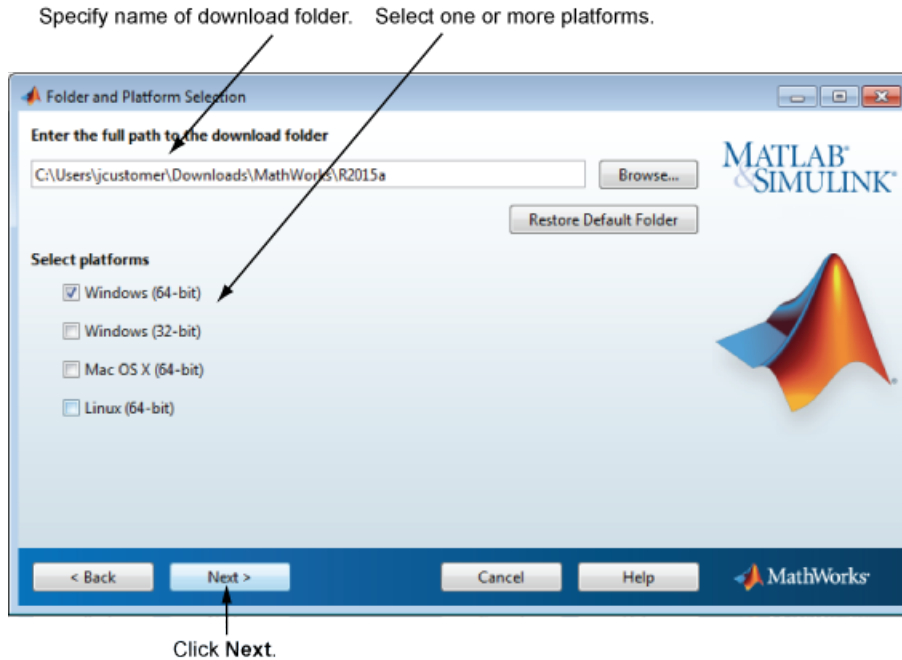 Specify name of download folder. Select one or more platforms.
Folder and Platform Selection
Enter the full path to the download folder
C:\Users\jcustomer\Downloads\MathWorks\R2015a
Browse...
MATLAB®
&SIMULINK®
Restore Default Folder
Select platforms
Windows (64-bit)
Windows (32-bit)
Mac OS X (64-bit)
Linux (64-bit)
< Back
Next >
Cancel
Help
MathWorks®
Click Next.